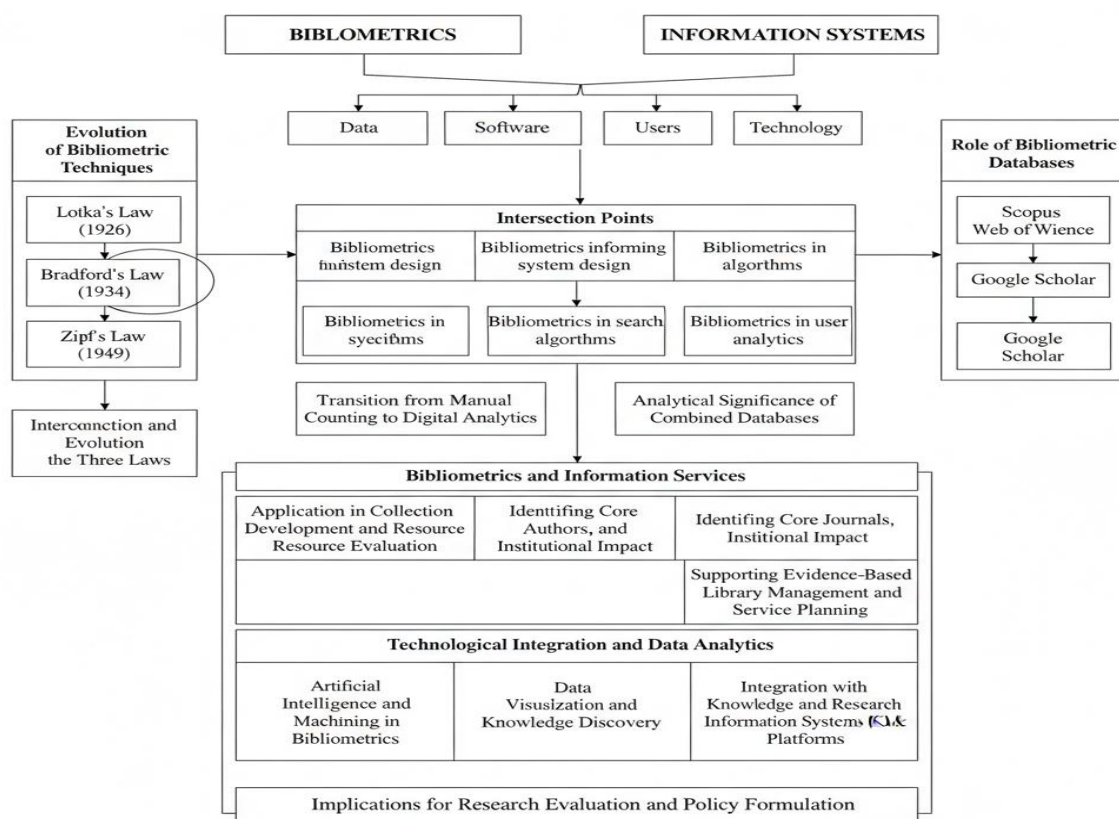 BIBLOMETRICS
INFORMATION SYSTEMS
Data
Software
Users
Technology
Evolution
of Bibliometric
Techniques
Lotka's Law
(1926)
Bradford's Law
(1934)
Zipf's Law
(1949)
Intercnnction and
Evolution
the Three Laws
Intersection Points
Bibliometrics
design
Bibliometrics informing
system design
Bibliometrics in
algorithms
Bibliometrics in
Bibliometrics in search
algorithms
Bibliometrics in user
analytics
Role of Bibliometric
Databases
Scopus
Web of Wience
Google Scholar
Google
Scholar
Transition from Manual
Counting to Digital Analytics
Analytical Significance of
Combined Databases
Bibliometrics and Information Services
Application in Collection
Development and Resource
Resource Evaluation
Identtifing Core
Authors, and
Institutional Impact
Identifing Core Journals,
Institional Impact
Supporting Evidence-Based
Library Management and
Service Planning
Technological Integration and Data Analytics
Artificial
Intelligence and
Machining in
Bibliometrics
Data
Visusization and
Knowledge Discovery
Integration with
Knowledge and Research
Information Systems
Platforms
Implications for Research Evaluation and Policy Formulation